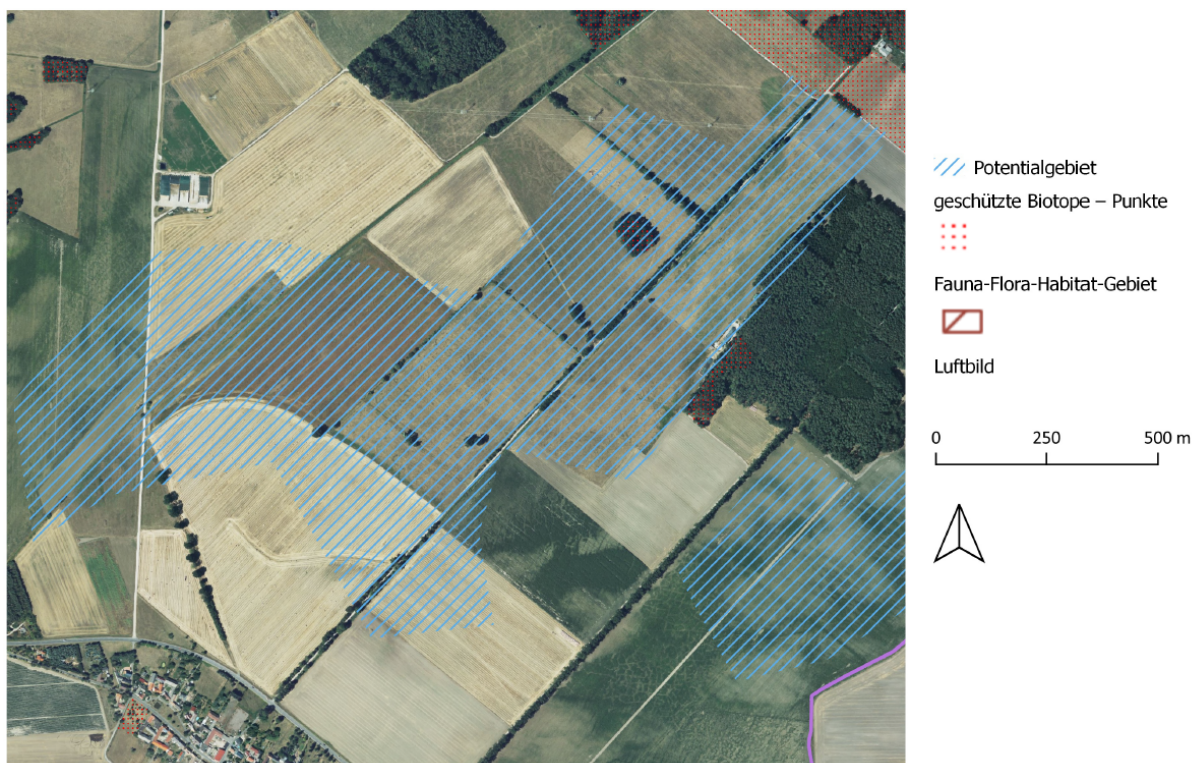 Potentialgebiet
geschützte Biotope – Punkte
Fauna-Flora-Habitat-Gebiet
Luftbild
0 250 500 m